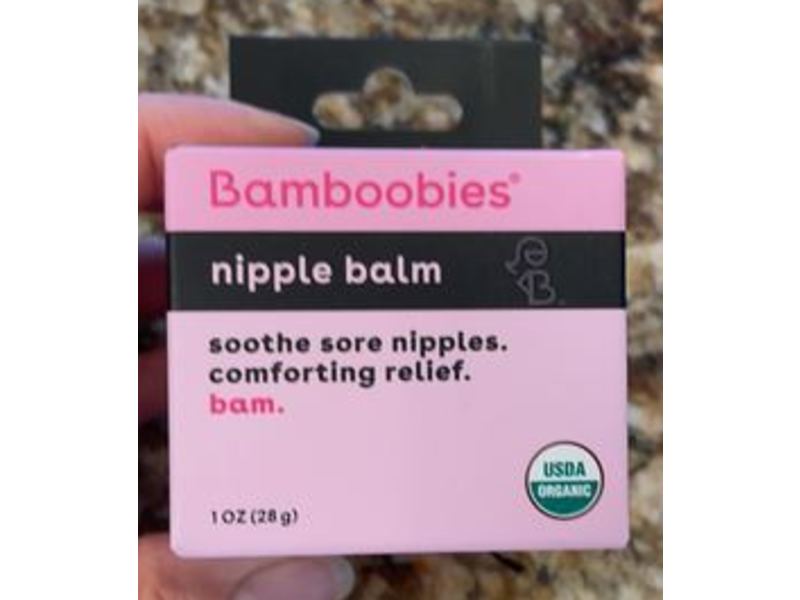 Bamboobies®
nipple balm
B
soothe sore nipples.
comforting relief.
bam.
USDA
ORGANIC
1 OZ (28 g)